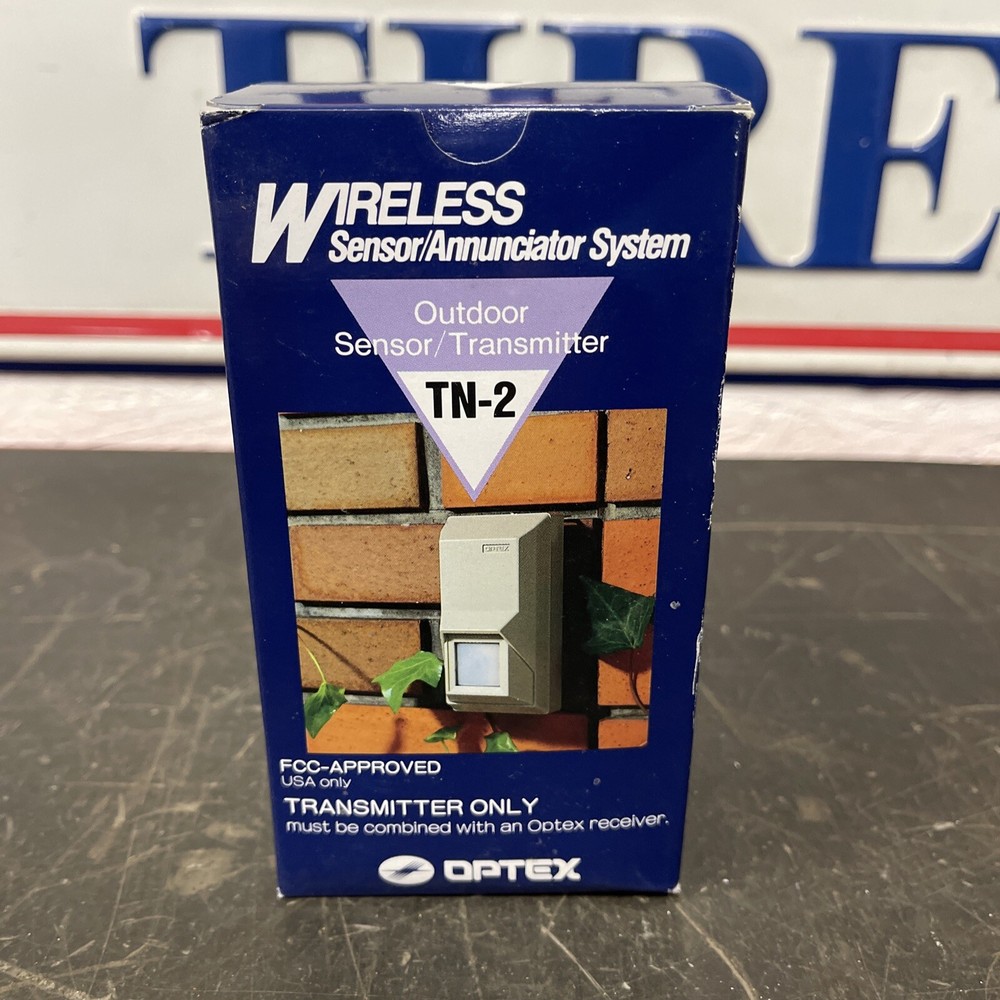 TIRE
WIRELESS
Sensor/Annunciator System
Outdoor
Sensor/Transmitter
TN-2
OPTEX
FCC-APPROVED
USA only
TRANSMITTER ONLY
must be combined with an Optex receiver.
OPTEX